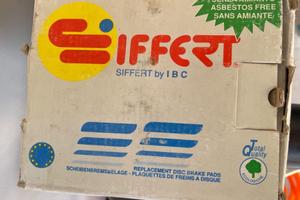 ASBESTOS FREE
SANS AMIANTE
SIFFERT
SIFFERT by I B C
Total
Quality
REPLACEMENT DISC BRAKE PADS
SCHEIBENBREMSBELAGE - PLAQUETTES DE FREINS A DISQUE